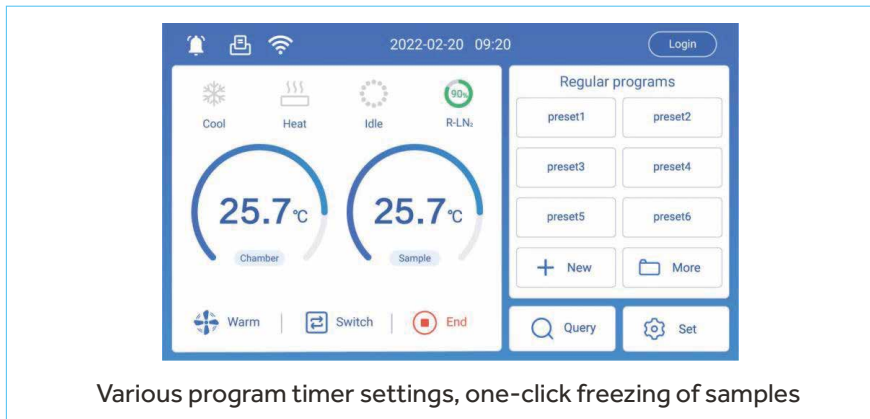 2022-02-20 09:20
Login
Cool
Heat
Idle
90%
R-LN₂
25.7℃
Chamber
25.7℃
Sample
Warm
Switch
End
Regular programs
preset1
preset2
preset3
preset4
preset5
preset6
New
More
Query
Set
Various program timer settings, one-click freezing of samples